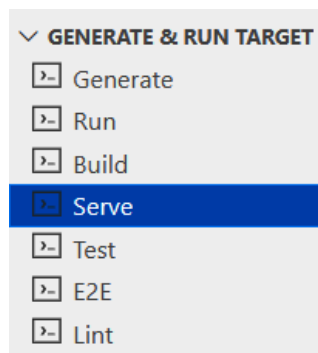 GENERATE & RUN TARGET
Generate
Run
Build
Serve
Test
E2E
Lint